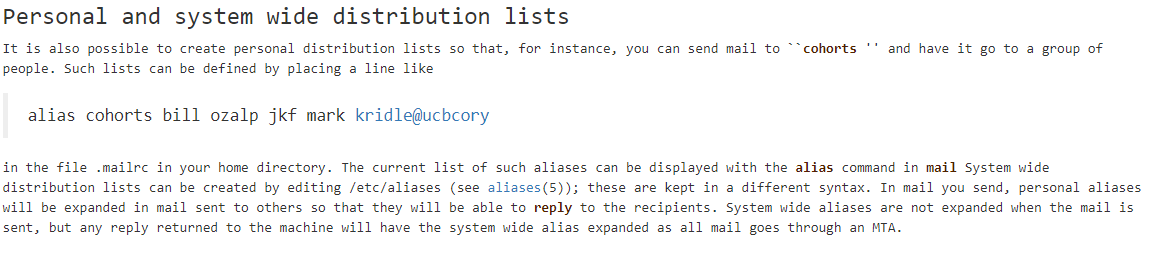 Personal and system wide distribution lists
It is also possible to create personal distribution lists so that, for instance, you can send mail to ``cohorts '' and have it go to a group of
people. Such lists can be defined by placing a line like
alias cohorts bill ozalp jkf mark kridle@ucbcory
in the file .mailrc in your home directory. The current list of such aliases can be displayed with the alias command in mail System wide
distribution lists can be created by editing /etc/aliases (see aliases(5)); these are kept in a different syntax. In mail you send, personal aliases
will be expanded in mail sent to others so that they will be able to reply to the recipients. System wide aliases are not expanded when the mail is
sent, but any reply returned to the machine will have the system wide alias expanded as all mail goes through an MTA.